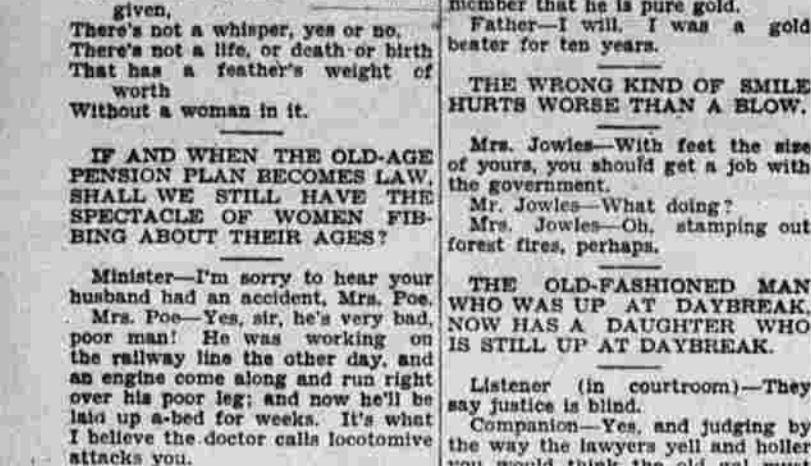 given,
There's not a whisper, yes or no,
There's not a life, or death or birth
That has a feather's weight of
worth
Without a woman in it.
IF AND WHEN THE OLD-AGE
PENSION PLAN BECOMES LAW,
SHALL WE STILL HAVE THE
SPECTACLE OF WOMEN FIB-
BING ABOUT THEIR AGES?
Minister—I'm sorry to hear your
husband had an accident, Mrs. Poe.
Mrs. Poe—Yes, sir, he's very bad,
poor man! He was working on
the railway line the other day, and
an engine come along and run right
over his poor leg; and now he'll be
laid up a-bed for weeks. It's what
I believe the doctor calls locotomive
attacks you.
member that he is pure gold.
Father—I will. I was a gold
beater for ten years.
THE WRONG KIND OF SMILE
HURTS WORSE THAN A BLOW.
Mrs. Jowles—With feet the size
of yours, you should get a job with
the government.
Mr. Jowles—What doing?
Mrs. Jowles—Oh, stamping out
forest fires, perhaps.
THE OLD-FASHIONED MAN
WHO WAS UP AT DAYBREAK,
NOW HAS A DAUGHTER WHO
IS STILL UP AT DAYBREAK.
Listener (in courtroom)—They
say justice is blind.
Companion—Yes, and judging by
the way the lawyers yell and holler
you would think the old gal must